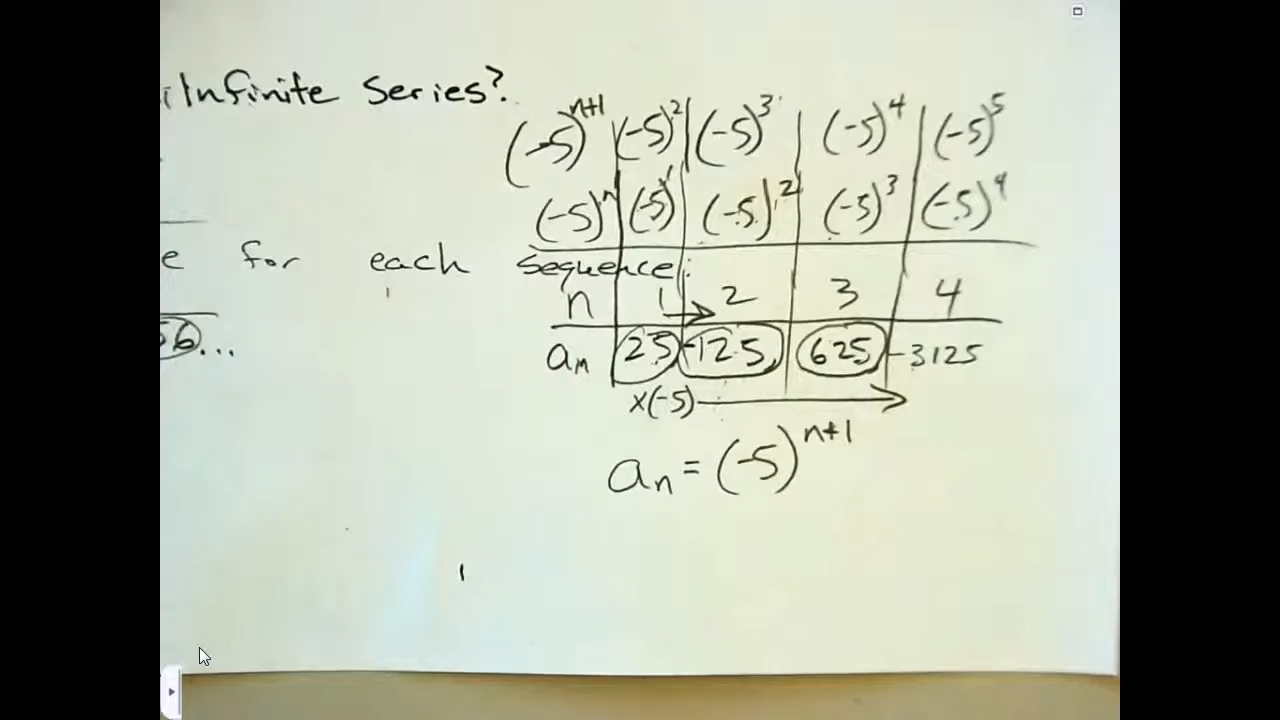 Infinite Series?
(-5)^n+1 (-5)^2 (-5)^3 (-5)^4 (-5)^5
(-5)^n (-5)^1 (-5)^2 (-5)^3 (-5)^4
e for each sequence:
n 1 2 3 4
56... a_n 25 -125 625 -3125
x(-5)
a_n = (-5)^n+1